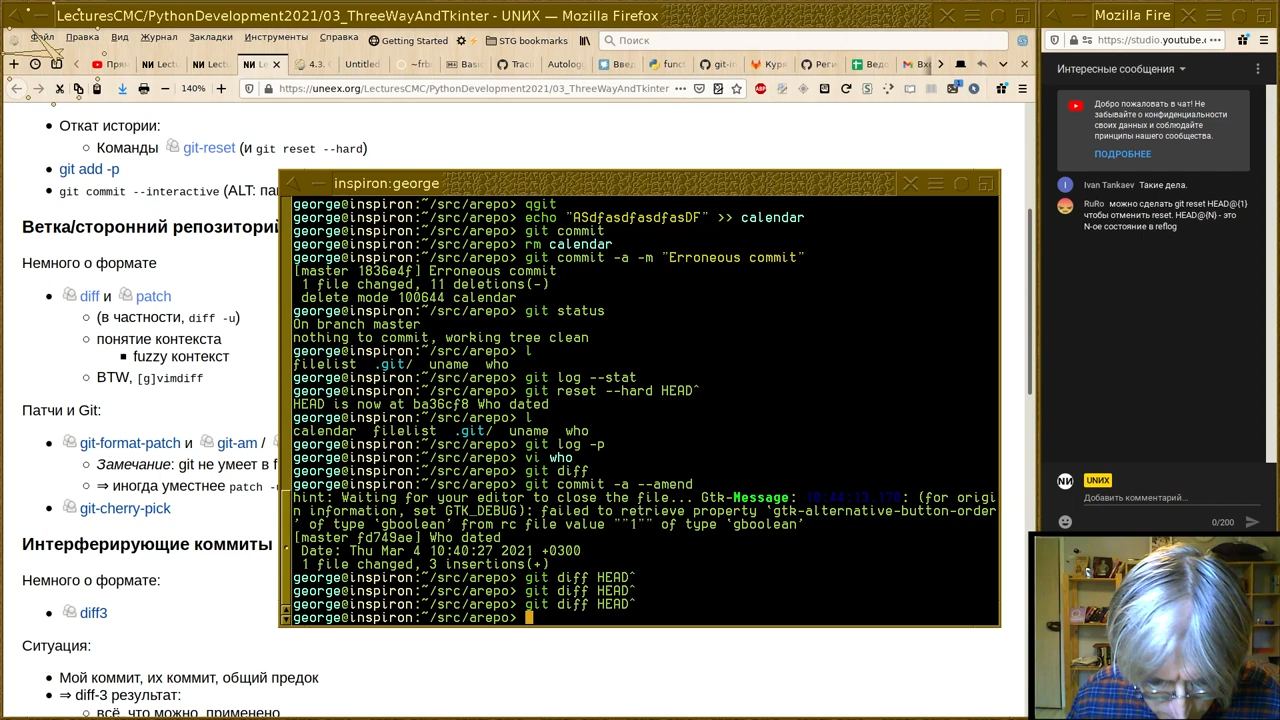 LecturesCMC/PythonDevelopment2021/03_ThreeWayAndTkinter - UNИX — Mozilla Firefox
Файл Правка Вид Журнал Закладки Инструменты Справка Getting Started STG bookmarks Поиск
140% https://uneex.org/LecturesCMC/PythonDevelopment2021/03_ThreeWayAndTkinter
Откат истории:
Команды git-reset (и git reset --hard)
git add -p
git commit --interactive (ALT:
Ветка/сторонний репозиторий
Немного о формате
diff и patch
(в частности, diff -u)
понятие контекста
fuzzy контекст
BTW, [g]vimdiff
Патчи и Git:
git-format-patch и git-am /
Замечание: git не умеет в
⇒ иногда уместнее patch
git-cherry-pick
Интерферирующие коммиты
Немного о формате:
diff3
Ситуация:
Мой коммит, их коммит, общий предок
⇒ diff-3 результат:
всё, что можно, применено
inspiron:george
george@inspiron:~/src/arepo> qgit
george@inspiron:~/src/arepo> echo "ASdfasdfasdfasDF" >> calendar
george@inspiron:~/src/arepo> git commit
george@inspiron:~/src/arepo> rm calendar
george@inspiron:~/src/arepo> git commit -a -m "Erroneous commit"
[master 1836e4f] Erroneous commit
1 file changed, 11 deletions(-)
delete mode 100644 calendar
george@inspiron:~/src/arepo> git status
On branch master
nothing to commit, working tree clean
george@inspiron:~/src/arepo> l
filelist .git/ uname who
george@inspiron:~/src/arepo> git log --stat
george@inspiron:~/src/arepo> git reset --hard HEAD^
HEAD is now at ba36cf8 Who dated
george@inspiron:~/src/arepo> l
calendar filelist .git/ uname who
george@inspiron:~/src/arepo> git log -p
george@inspiron:~/src/arepo> vi who
george@inspiron:~/src/arepo> git diff
george@inspiron:~/src/arepo> git commit -a --amend
hint: Waiting for your editor to close the file... Gtk-Message: 10:44:13.170: (for origi
n information, set GTK_DEBUG): failed to retrieve property `gtk-alternative-button-order
' of type `gboolean' from rc file value ""1"" of type `gboolean'
[master fd749ae] Who dated
Date: Thu Mar 4 10:40:27 2021 +0300
1 file changed, 3 insertions(+)
george@inspiron:~/src/arepo> git diff HEAD^
george@inspiron:~/src/arepo> git diff HEAD^
george@inspiron:~/src/arepo> git diff HEAD^
george@inspiron:~/src/arepo>
Mozilla Fire
https://studio.youtube.c
Интересные сообщения
Добро пожаловать в чат! Не
забывайте о конфиденциальности
своих данных и соблюдайте
принципы нашего сообщества.
ПОДРОБНЕЕ
Ivan Tankaev Такие дела.
RuRo можно сделать git reset HEAD@{1}
чтобы отменить reset. HEAD@{N} - это
N-ое состояние в reflog
UNИX
Добавить комментарий...
0/200